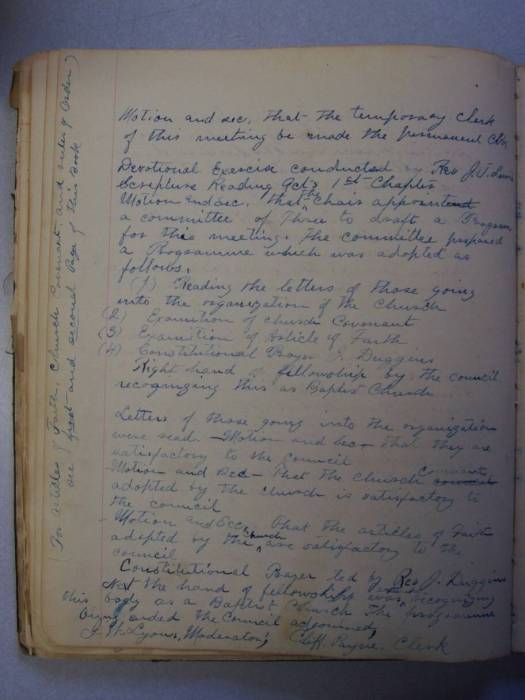 Motion and sec. that the temporary clerk
of this meeting be made the permanent Clk
Devotional Exercise conducted by Rev J.W.
Scripture Reading Acts 1st Chapter
Motion and sec. that the Chair appointed
a committee of three to draft a Program
for this meeting. The committee prepared
a Programme which was adopted as
follows.
(1) Reading the letters of those going
into the organization of the Church
(2) Examition of church Covenant
(3) Examition of Article of Faith
(4) Constitutional Prayer J. Duggins
Right hand of fellowship by the council
recognizing this as Baptist Church
Letters of those going into the organization
were read. Motion and sec- that they are
satisfactory to the Council
Motion and Sec- that the church Covenant
adopted by the church is satisfactory to
the council
Motion and Sec. that the articles of Faith
adopted by the Church are satisfactory to the
council
Constitutional Prayer led by Rev J. Duggins
the hand of fellowship was recognizing
this body as a Baptist Church The programme
being ended the Council adjourned,
J. W. Lyons, Moderator; Cliff. Payne, Clerk
(For articles of Faith, Church Covenant and rules of Order)
see first and second Page of this Book